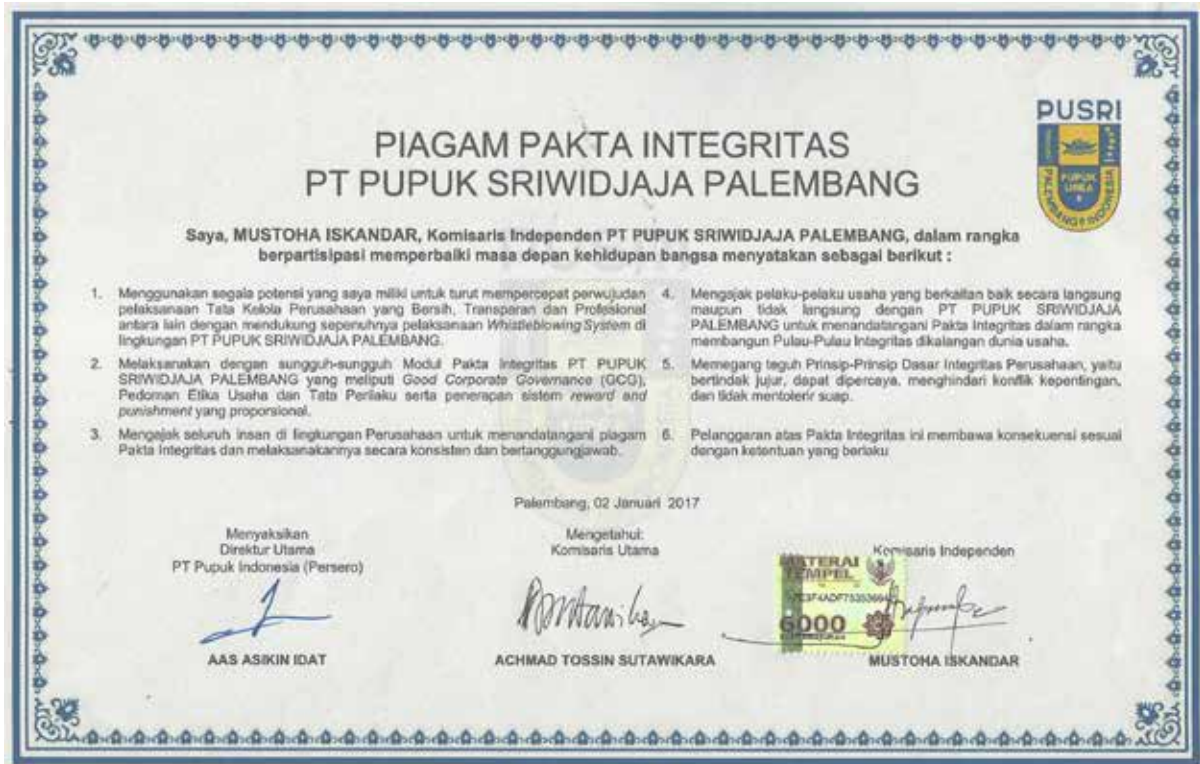 PUSRI
PUPUK
UREA
PALEMBANG INDONESIA
PIAGAM PAKTA INTEGRITAS
PT PUPUK SRIWIDJAJA PALEMBANG
Saya, MUSTOHA ISKANDAR, Komisaris Independen PT PUPUK SRIWIDJAJA PALEMBANG, dalam rangka
berpartisipasi memperbaiki masa depan kehidupan bangsa menyatakan sebagai berikut :
1. Menggunakan segala potensi yang saya miliki untuk turut mempercepat perwujudan
pelaksanaan Tata Kelola Perusahaan yang Bersih, Transparan dan Profesional
antara lain dengan mendukung sepenuhnya pelaksanaan Whistleblowing System di
lingkungan PT PUPUK SRIWIDJAJA PALEMBANG.
2. Melaksanakan dengan sungguh-sungguh Modul Pakta Integritas PT PUPUK
SRIWIDJAJA PALEMBANG yang meliputi Good Corporate Governance (GCG),
Pedoman Etika Usaha dan Tata Perilaku serta penerapan sistem reward and
punishment yang proporsional.
3. Mengajak seluruh insan di lingkungan Perusahaan untuk menandatangani piagam
Pakta Integritas dan melaksanakannya secara konsisten dan bertanggungjawab.
4. Mengajak pelaku-pelaku usaha yang berkaitan baik secara langsung
maupun tidak langsung dengan PT PUPUK SRIWIDJAJA
PALEMBANG untuk menandatangani Pakta Integritas dalam rangka
membangun Pulau-Pulau Integritas dikalangan dunia usaha.
5. Memegang teguh Prinsip-Prinsip Dasar Integritas Perusahaan, yaitu
bertindak jujur, dapat dipercaya, menghindari konflik kepentingan,
dan tidak mentolerir suap.
6. Pelanggaran atas Pakta Integritas ini membawa konsekuensi sesuai
dengan ketentuan yang berlaku
Palembang, 02 Januari 2017
Menyaksikan
Direktur Utama
PT Pupuk Indonesia (Persero)
AAS ASIKIN IDAT
Mengetahui:
Komisaris Utama
ACHMAD TOSSIN SUTAWIKARA
Komisaris Independen
METERAI
TEMPEL
6000
MUSTOHA ISKANDAR